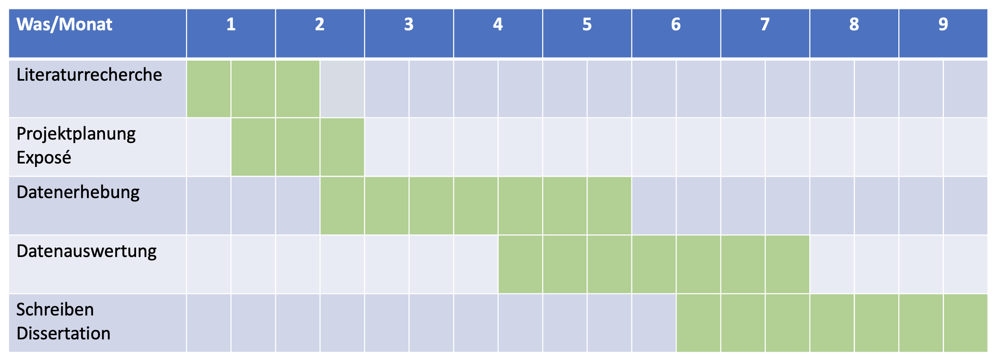 Was/Monat 1 2 3 4 5 6 7 8 9
Literaturrecherche
Projektplanung
Exposé
Datenerhebung
Datenauswertung
Schreiben
Dissertation